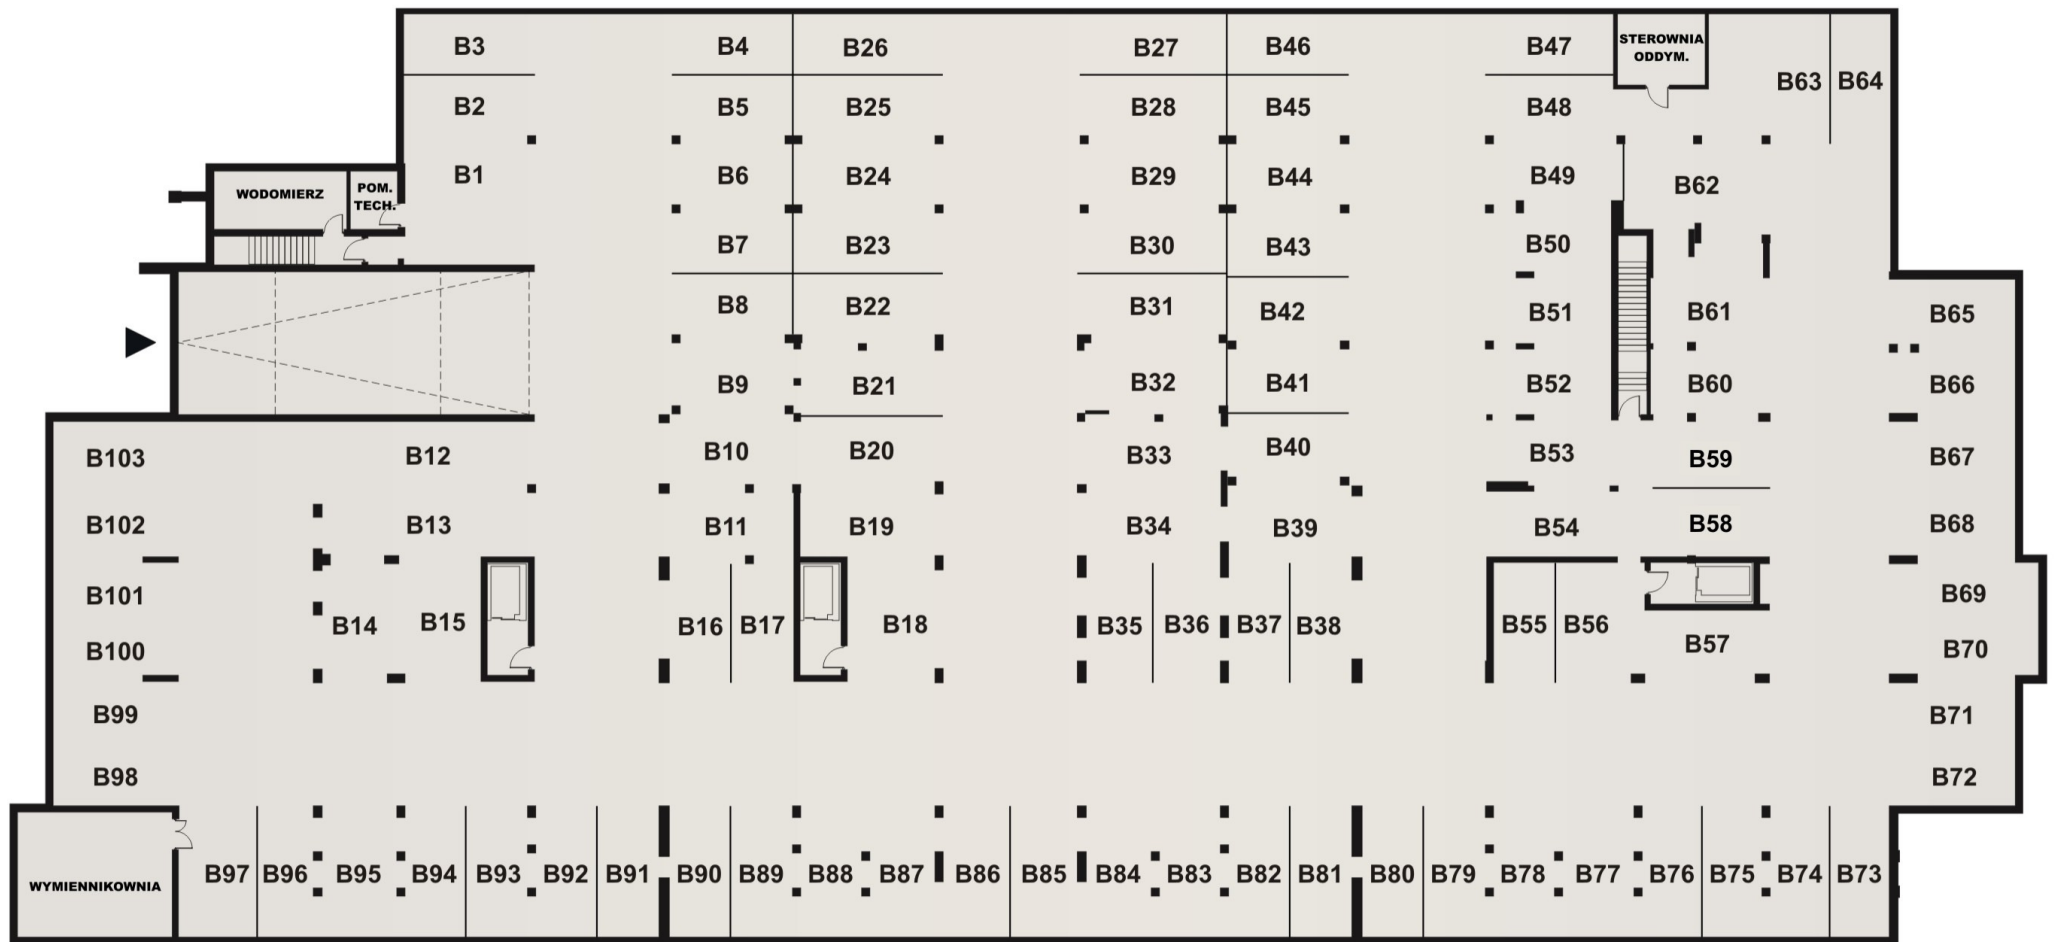 B3 B4 B26 B27 B46 B47 STEROWNIA
ODDYM.
B63 B64
B2 B5 B25 B28 B45 B48
B1 B6 B24 B29 B44 B49 B62
WODOMIERZ
POM.
TECH.
B7 B23 B30 B43 B50
B8 B22 B31 B42 B51 B61 B65
B9 B21 B32 B41 B52 B60 B66
B103 B12 B10 B20 B33 B40 B53 B59 B67
B102 B13 B11 B19 B34 B39 B54 B58 B68
B101 B69
B14 B15 B16 B17 B18 B35 B36 B37 B38 B55 B56
B100 B57 B70
B99 B71
B98 B72
WYMIENNIKOWNIA
B97 B96 B95 B94 B93 B92 B91 B90 B89 B88 B87 B86 B85 B84 B83 B82 B81 B80 B79 B78 B77 B76 B75 B74 B73